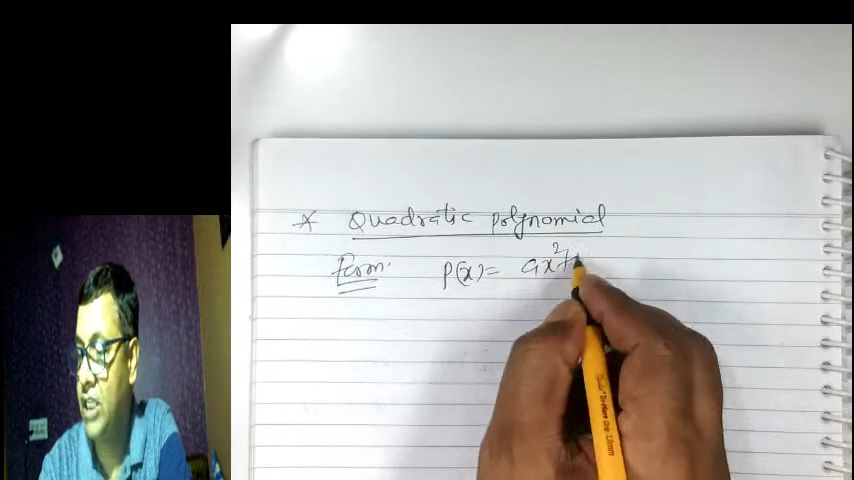 * Quadratic polynomial
Form. P(x) = ax²+